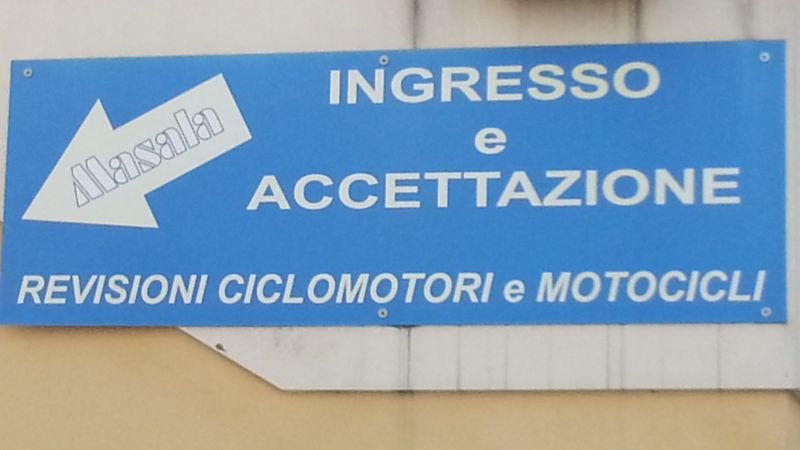 INGRESSO
e
ACCETTAZIONE
Masala
REVISIONI CICLOMOTORI e MOTOCICLI